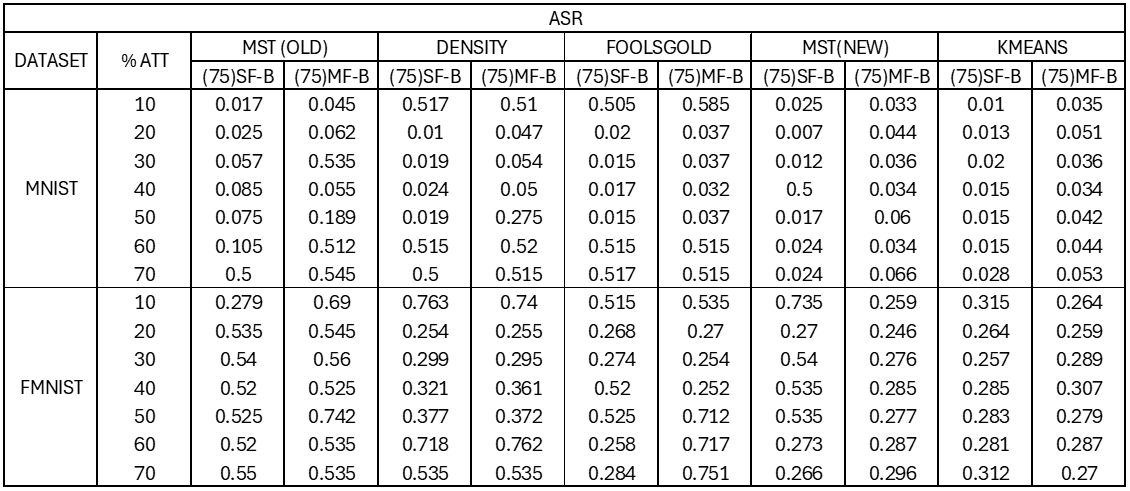 ASR
DATASET % ATT MST (OLD) DENSITY FOOLSGOLD MST(NEW) KMEANS
(75)SF-B (75)MF-B (75)SF-B (75)MF-B (75)SF-B (75)MF-B (75)SF-B (75)MF-B (75)SF-B (75)MF-B
MNIST
10 0.017 0.045 0.517 0.51 0.505 0.585 0.025 0.033 0.01 0.035
20 0.025 0.062 0.01 0.047 0.02 0.037 0.007 0.044 0.013 0.051
30 0.057 0.535 0.019 0.054 0.015 0.037 0.012 0.036 0.02 0.036
40 0.085 0.055 0.024 0.05 0.017 0.032 0.5 0.034 0.015 0.034
50 0.075 0.189 0.019 0.275 0.015 0.037 0.017 0.06 0.015 0.042
60 0.105 0.512 0.515 0.52 0.515 0.515 0.024 0.034 0.015 0.044
70 0.5 0.545 0.5 0.515 0.517 0.515 0.024 0.066 0.028 0.053
FMNIST
10 0.279 0.69 0.763 0.74 0.515 0.535 0.735 0.259 0.315 0.264
20 0.535 0.545 0.254 0.255 0.268 0.27 0.27 0.246 0.264 0.259
30 0.54 0.56 0.299 0.295 0.274 0.254 0.54 0.276 0.257 0.289
40 0.52 0.525 0.321 0.361 0.52 0.252 0.535 0.285 0.285 0.307
50 0.525 0.742 0.377 0.372 0.525 0.712 0.535 0.277 0.283 0.279
60 0.52 0.535 0.718 0.762 0.258 0.717 0.273 0.287 0.281 0.287
70 0.55 0.535 0.535 0.535 0.284 0.751 0.266 0.296 0.312 0.27